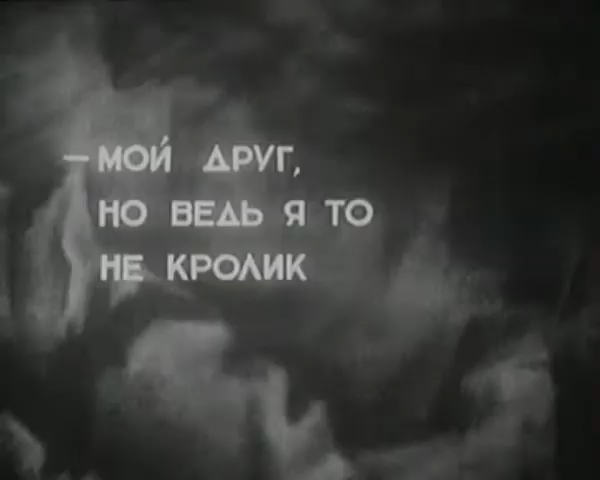 — МОЙ ДРУГ,
НО ВЕДЬ Я ТО
НЕ КРОЛИК